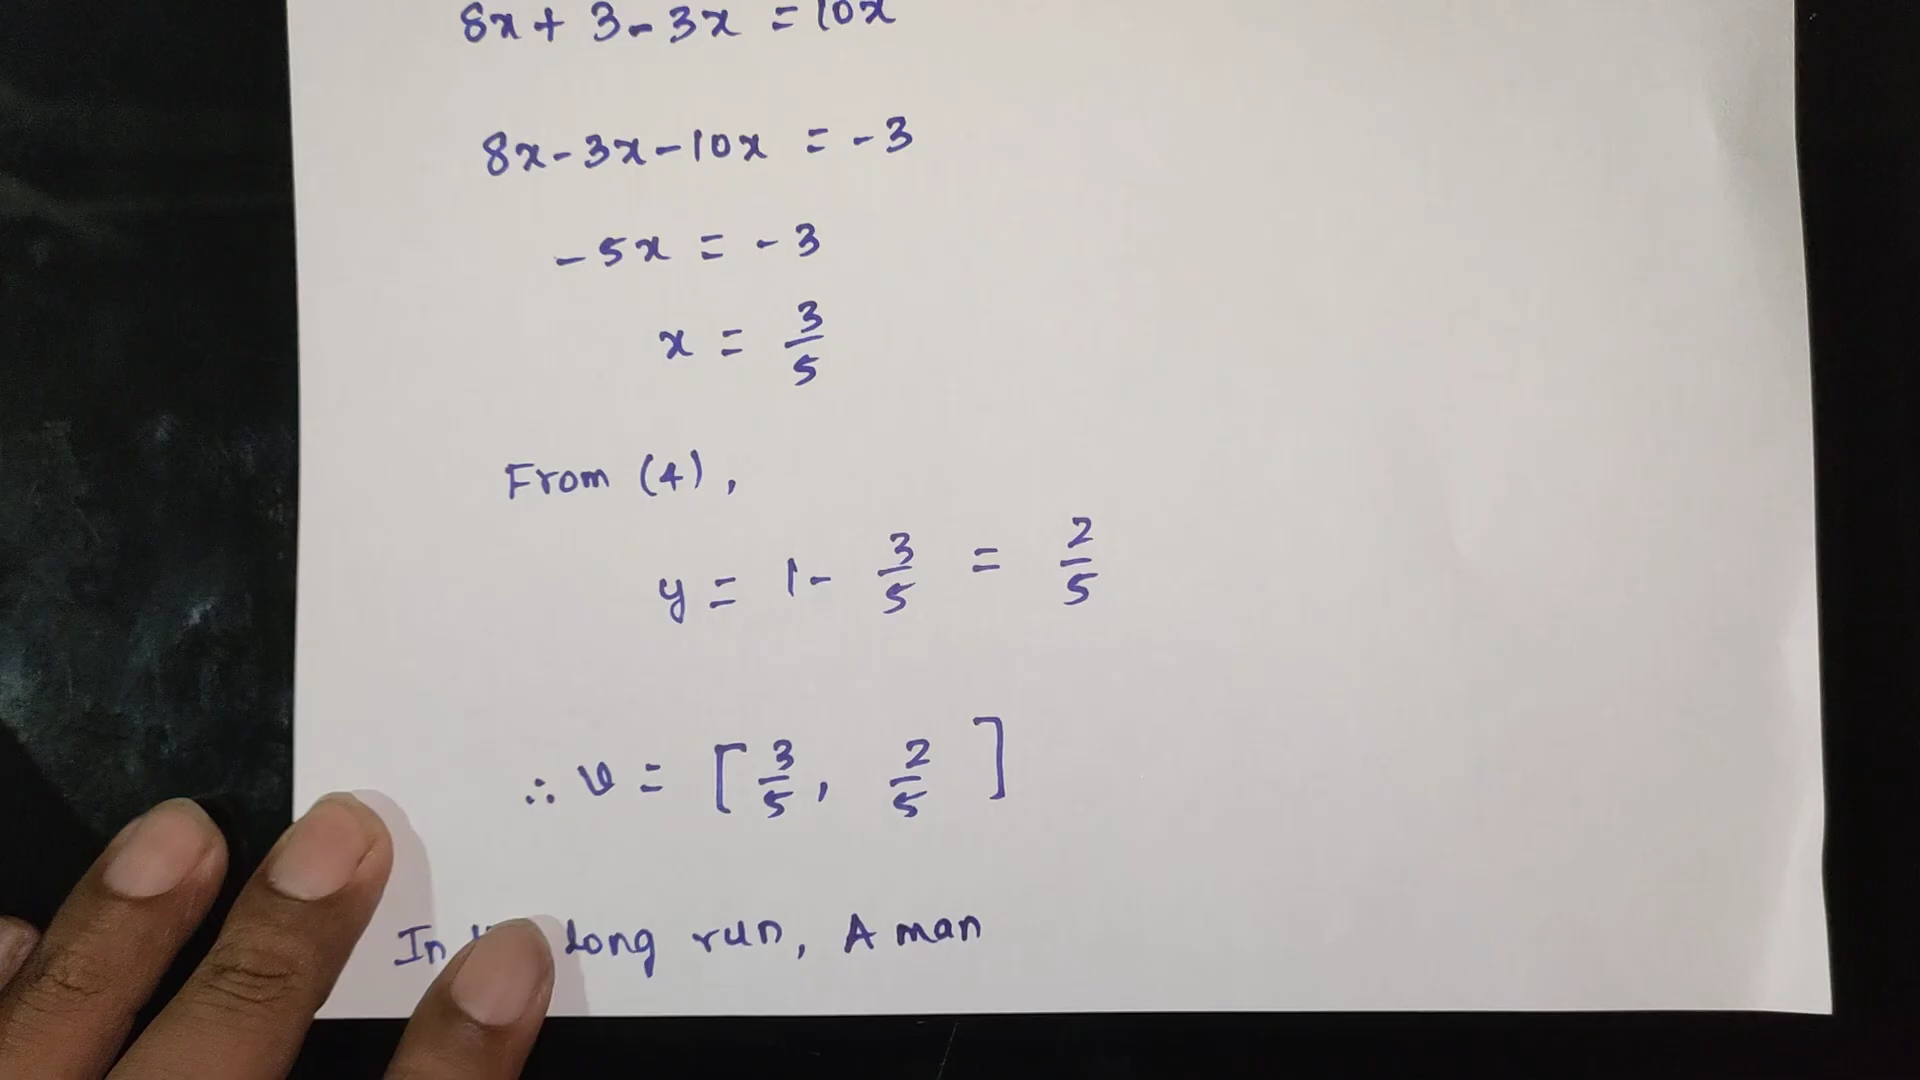 8x + 3 - 3x = 10x
8x - 3x - 10x = -3
-5x = -3
x = 3/5
From (4),
y = 1 - 3/5 = 2/5
∴ v = [3/5, 2/5]
In long run, A man